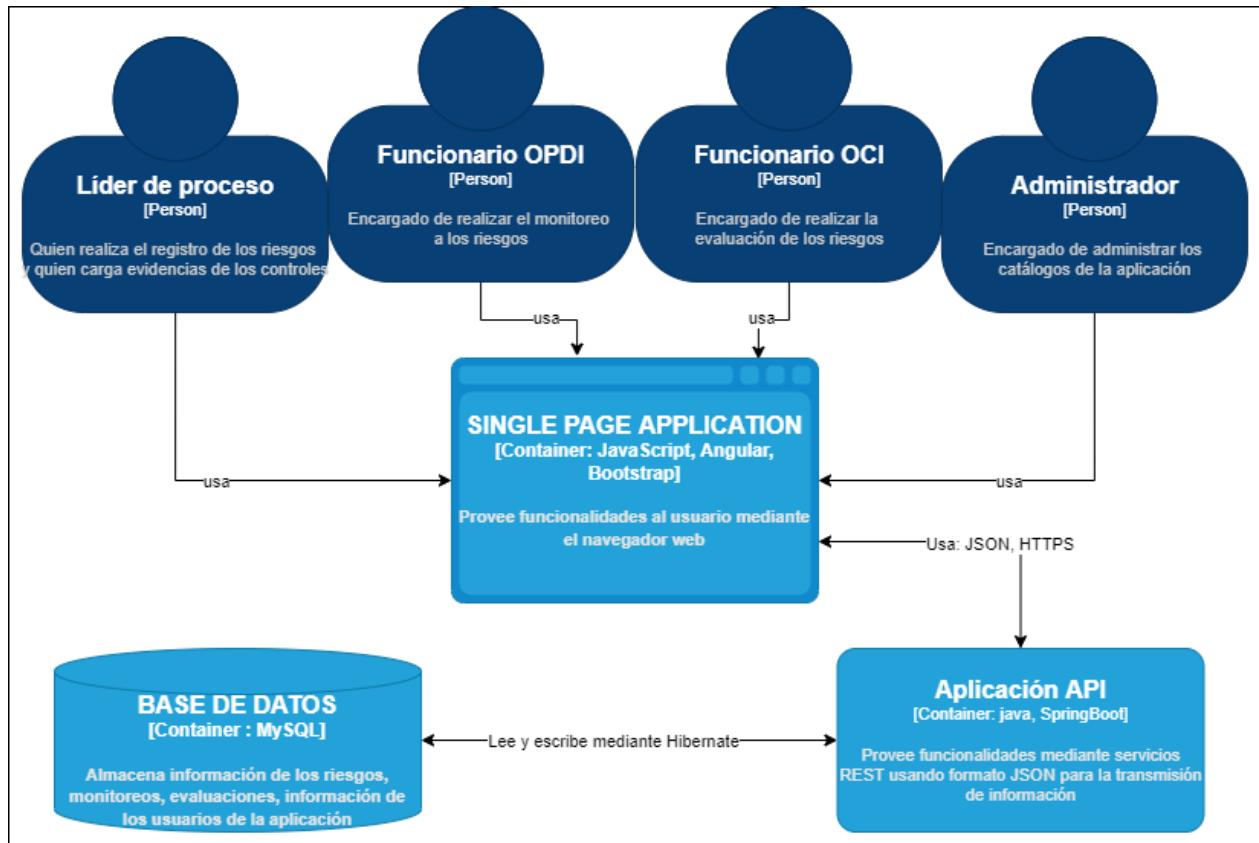 Líder de proceso
[Person]
Quien realiza el registro de los riesgos
y quien carga evidencias de los controles
Funcionario OPDI
[Person]
Encargado de realizar el monitoreo
a los riesgos
Funcionario OCI
[Person]
Encargado de realizar la
evaluación de los riesgos
Administrador
[Person]
Encargado de administrar los
catálogos de la aplicación
usa
usa
SINGLE PAGE APPLICATION
[Container: JavaScript, Angular,
Bootstrap]
Provee funcionalidades al usuario mediante
el navegador web
usa
usa
Usa: JSON, HTTPS
BASE DE DATOS
[Container : MySQL]
Almacena información de los riesgos,
monitoreos, evaluaciones, información de
los usuarios de la aplicación
Lee y escribe mediante Hibernate
Aplicación API
[Container: java, SpringBoot]
Provee funcionalidades mediante servicios
REST usando formato JSON para la transmisión
de información